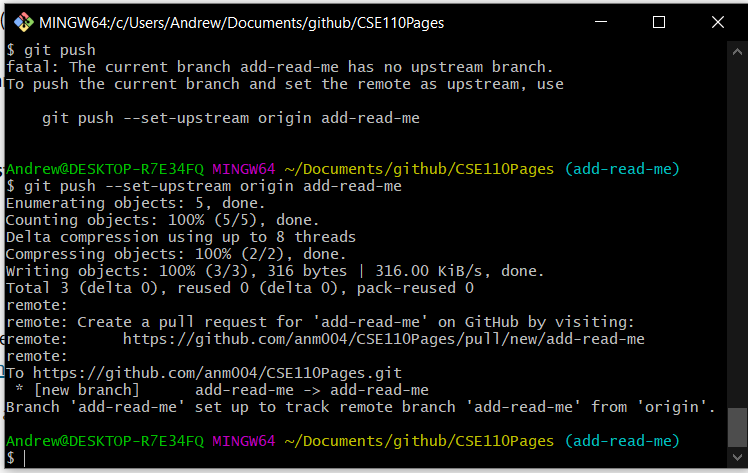 MINGW64:/c/Users/Andrew/Documents/github/CSE110Pages
$ git push
fatal: The current branch add-read-me has no upstream branch.
To push the current branch and set the remote as upstream, use
    git push --set-upstream origin add-read-me
Andrew@DESKTOP-R7E34FQ MINGW64 ~/Documents/github/CSE110Pages (add-read-me)
$ git push --set-upstream origin add-read-me
Enumerating objects: 5, done.
Counting objects: 100% (5/5), done.
Delta compression using up to 8 threads
Compressing objects: 100% (2/2), done.
Writing objects: 100% (3/3), 316 bytes | 316.00 KiB/s, done.
Total 3 (delta 0), reused 0 (delta 0), pack-reused 0
remote:
remote: Create a pull request for 'add-read-me' on GitHub by visiting:
remote:      https://github.com/anm004/CSE110Pages/pull/new/add-read-me
remote:
To https://github.com/anm004/CSE110Pages.git
 * [new branch]      add-read-me -> add-read-me
Branch 'add-read-me' set up to track remote branch 'add-read-me' from 'origin'.
Andrew@DESKTOP-R7E34FQ MINGW64 ~/Documents/github/CSE110Pages (add-read-me)
$